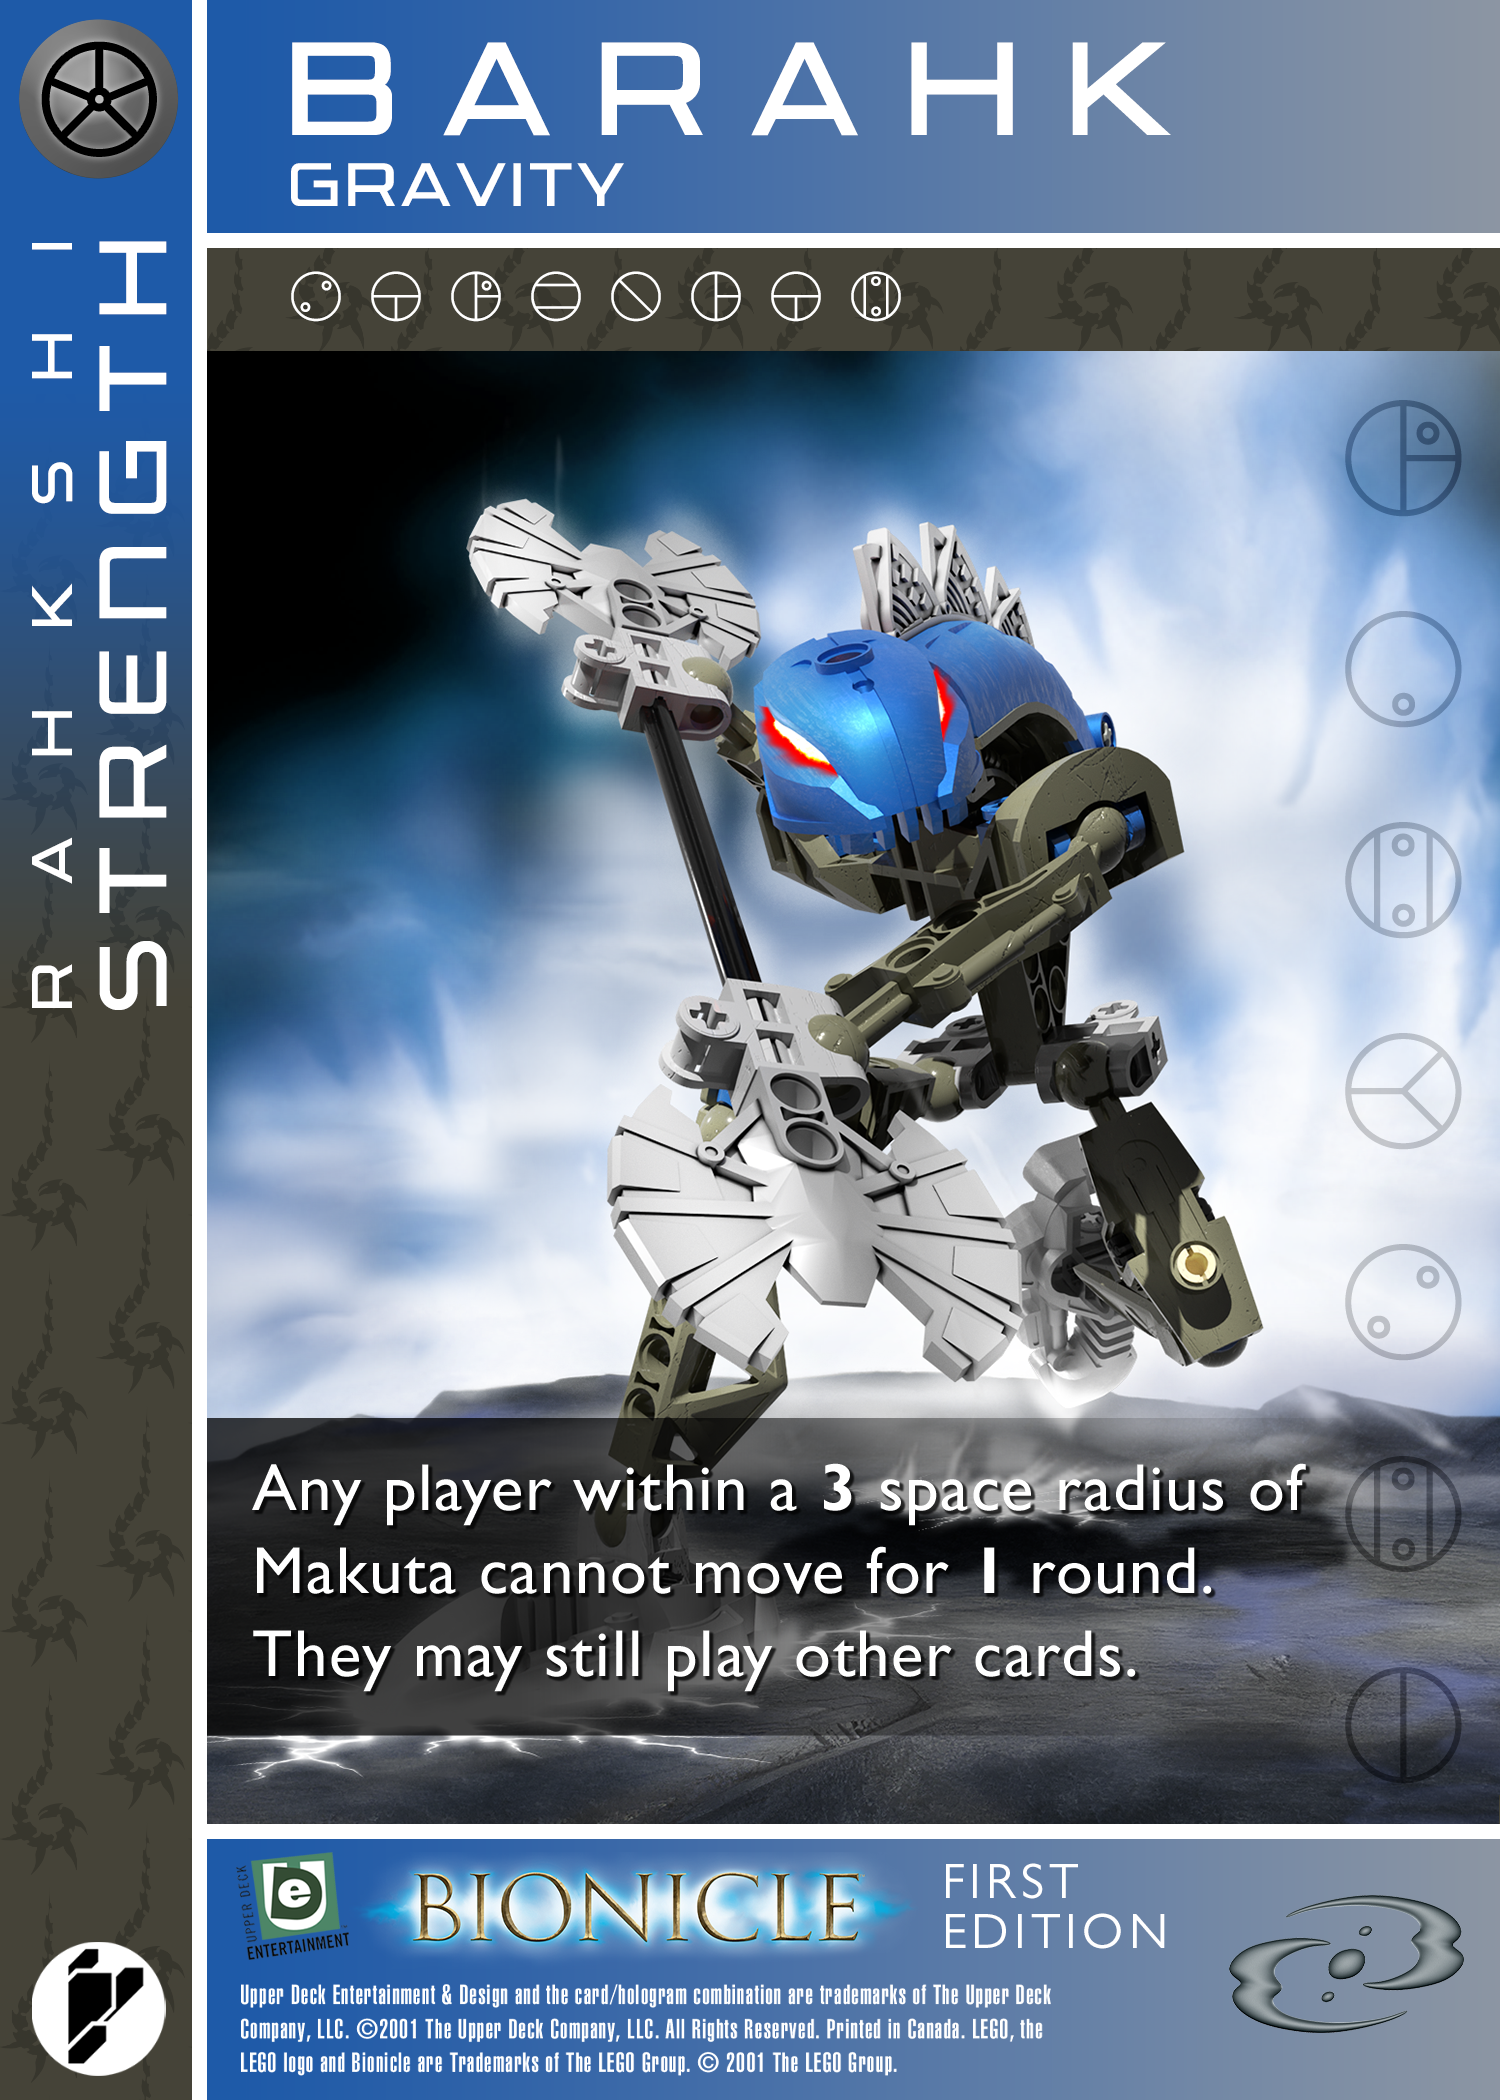 BARAHK
GRAVITY
RAHKSHI
STRENGTH
Any player within a 3 space radius of
Makuta cannot move for 1 round.
They may still play other cards.
UPPER DECK
e
ENTERTAINMENT
BIONICLE
FIRST
EDITION
Upper Deck Entertainment & Design and the card/hologram combination are trademarks of The Upper Deck
Company, LLC. ©2001 The Upper Deck Company, LLC. All Rights Reserved. Printed in Canada. LEGO, the
LEGO logo and Bionicle are Trademarks of The LEGO Group. © 2001 The LEGO Group.